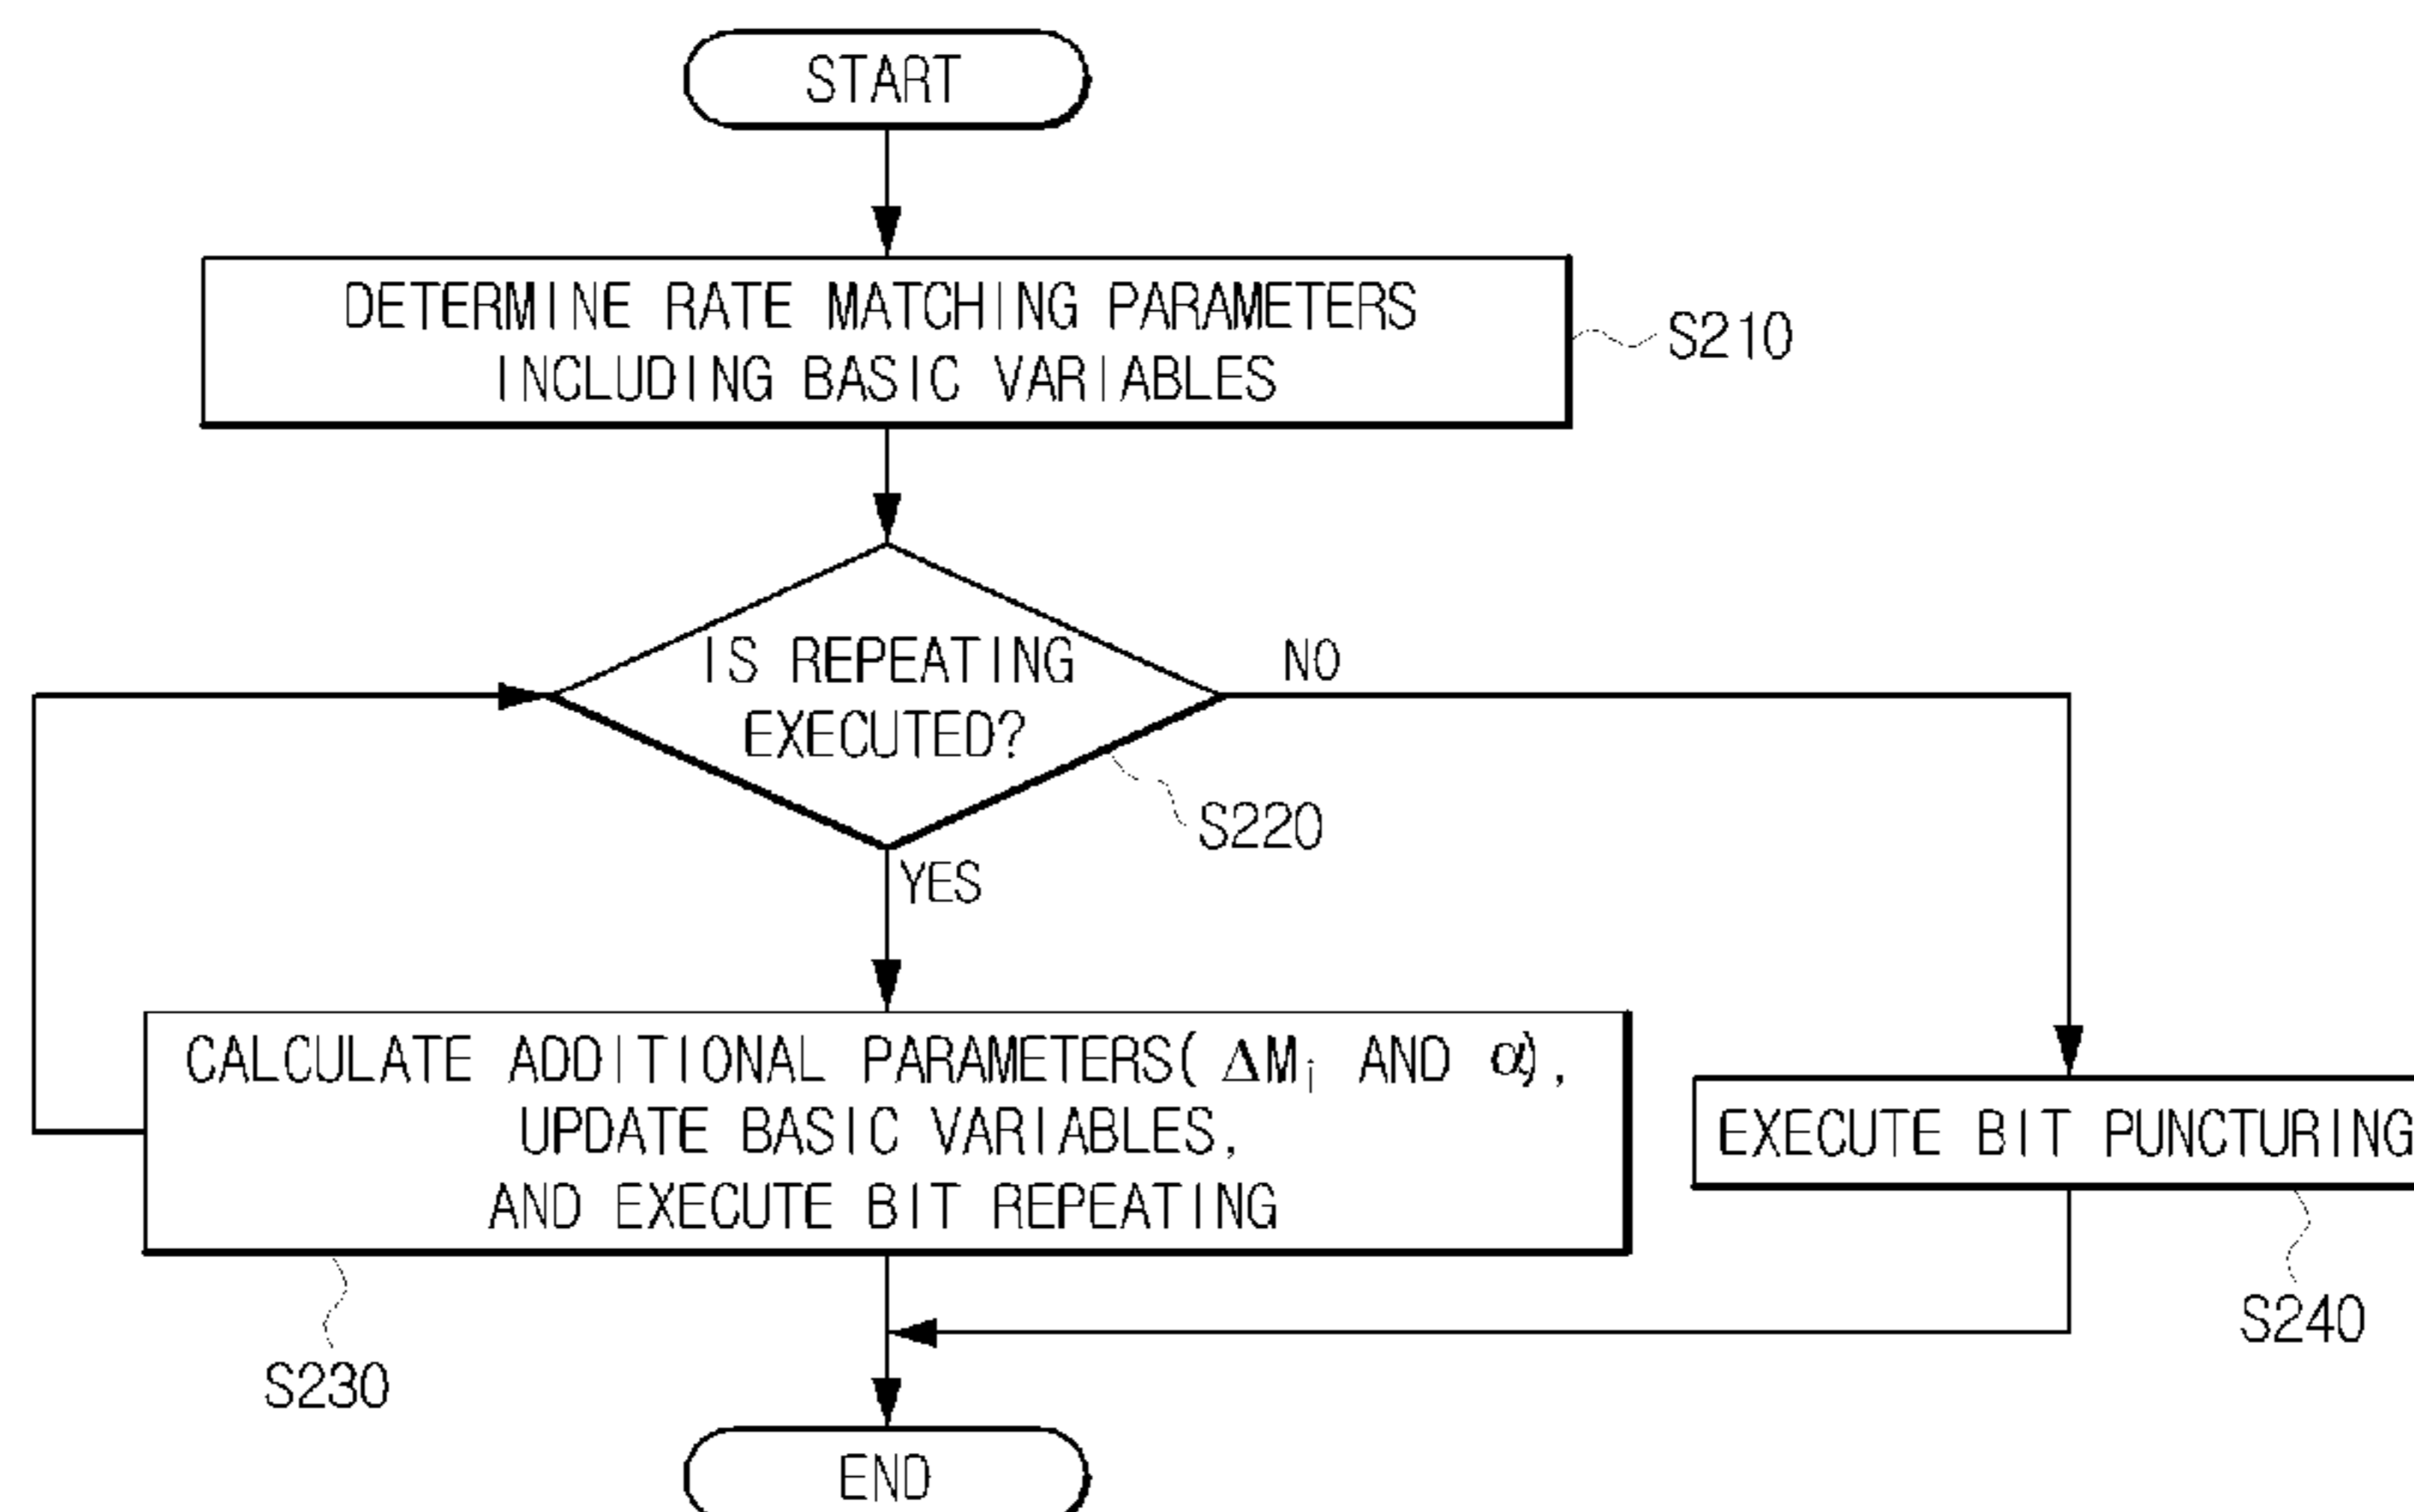 START
DETERMINE RATE MATCHING PARAMETERS
INCLUDING BASIC VARIABLES
S210
IS REPEATING
EXECUTED?
NO
S220
YES
CALCULATE ADDITIONAL PARAMETERS( ΔMi AND α),
UPDATE BASIC VARIABLES,
AND EXECUTE BIT REPEATING
EXECUTE BIT PUNCTURING
S230
S240
END